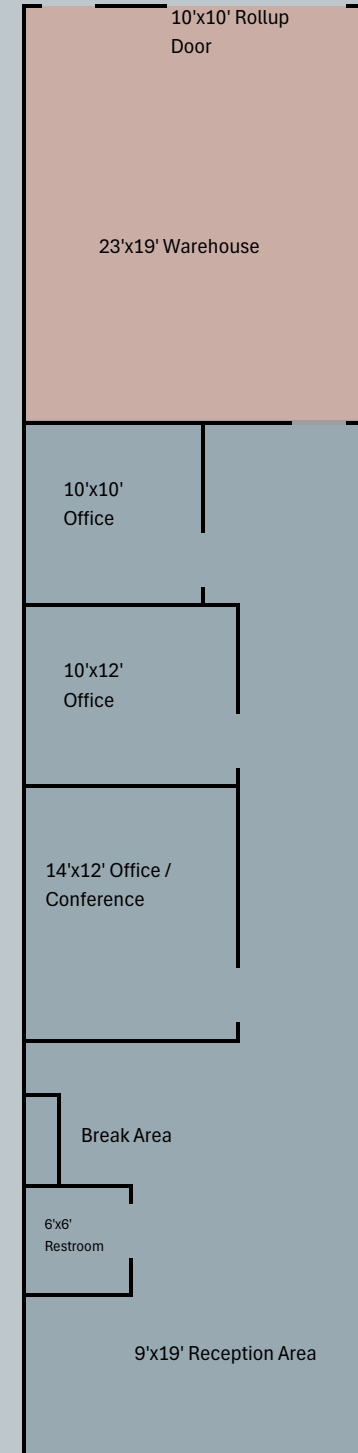 10'x10' Rollup
Door
23'x19' Warehouse
10'x10'
Office
10'x12'
Office
14'x12' Office /
Conference
Break Area
6'x6'
Restroom
9'x19' Reception Area